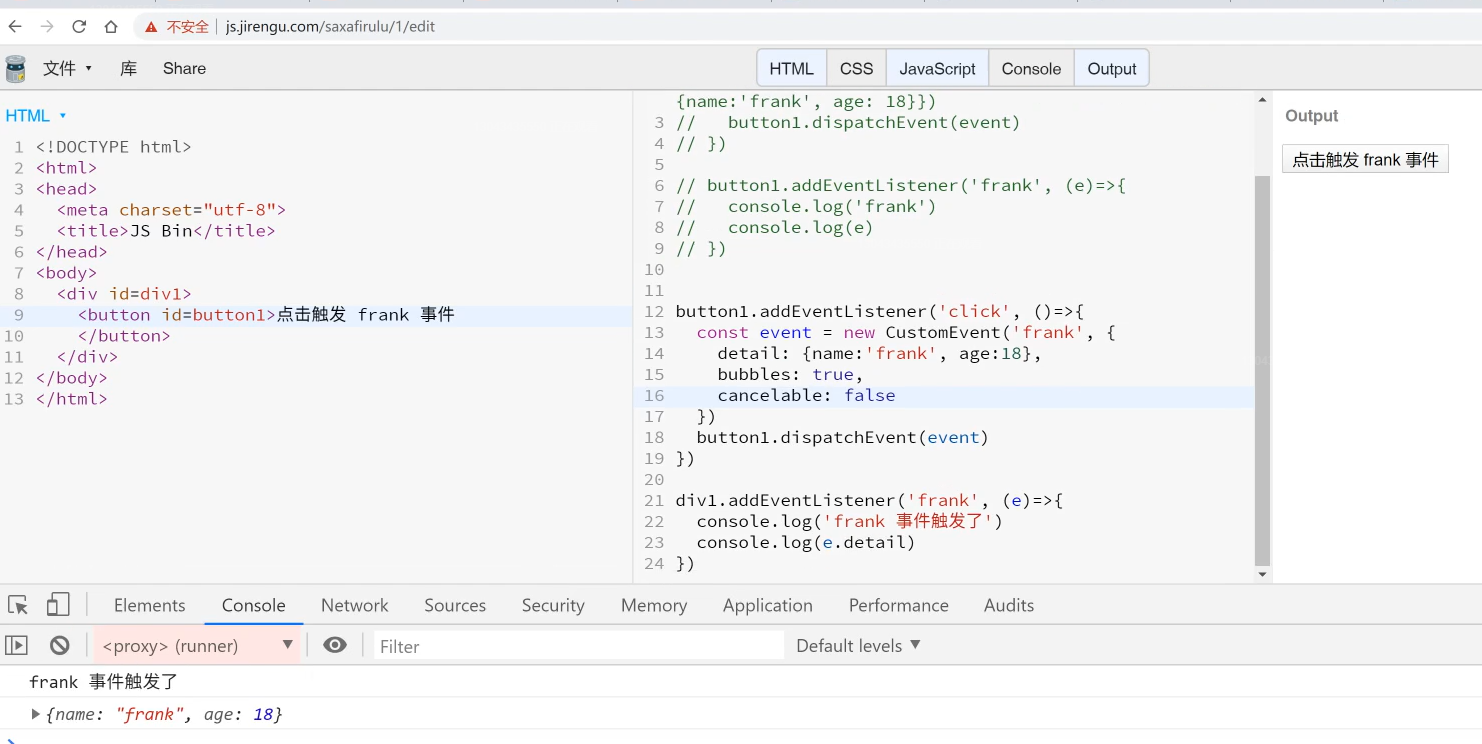 不安全 js.jirengu.com/saxafirulu/1/edit
文件 库 Share HTML CSS JavaScript Console Output
HTML
1 <!DOCTYPE html>
2 <html>
3 <head>
4   <meta charset="utf-8">
5   <title>JS Bin</title>
6 </head>
7 <body>
8   <div id=div1>
9     <button id=button1>点击触发 frank 事件
10     </button>
11   </div>
12 </body>
13 </html>
{name:'frank', age: 18}})
3 //   button1.dispatchEvent(event)
4 // })
5
6 // button1.addEventListener('frank', (e)=>{
7 //   console.log('frank')
8 //   console.log(e)
9 // })
10
11
12 button1.addEventListener('click', ()=>{
13   const event = new CustomEvent('frank', {
14     detail: {name:'frank', age:18},
15     bubbles: true,
16     cancelable: false
17   })
18   button1.dispatchEvent(event)
19 })
20
21 div1.addEventListener('frank', (e)=>{
22   console.log('frank 事件触发了')
23   console.log(e.detail)
24 })
Output
点击触发 frank 事件
Elements Console Network Sources Security Memory Application Performance Audits
<proxy> (runner) Filter Default levels
frank 事件触发了
{name: "frank", age: 18}